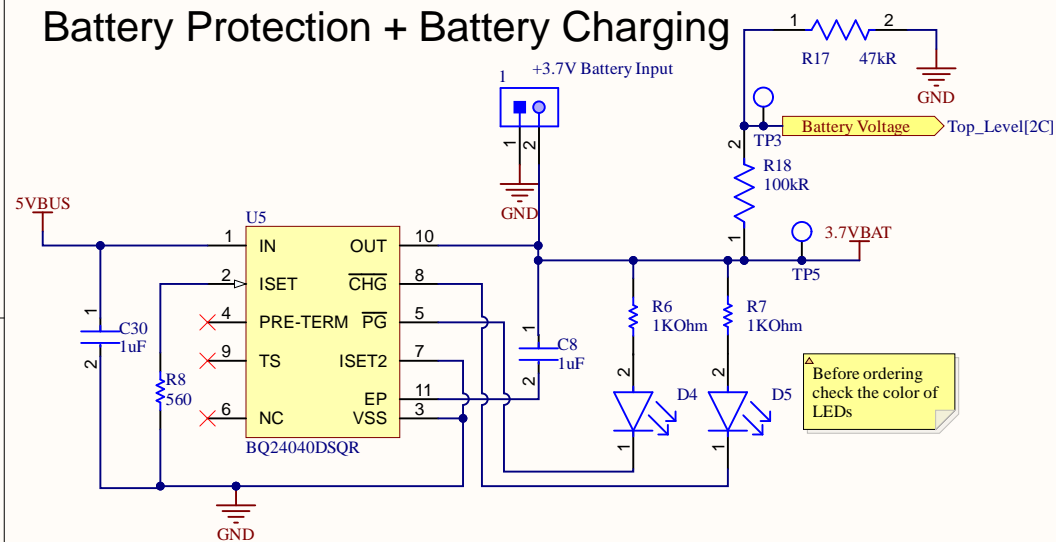 Battery Protection + Battery Charging
1
2
R17
47kR
GND
+3.7V Battery Input
1
1
2
GND
TP3
Battery Voltage
Top_Level[2C]
2
R18
100kR
1
5VBUS
3.7VBAT
TP5
U5
1
IN
OUT
10
2
ISET
CHG
8
4
PRE-TERM
PG
5
9
TS
ISET2
7
EP
11
6
NC
VSS
3
BQ24040DSQR
1
C30
1uF
2
R8
560
1
C8
1uF
2
R6
1KOhm
R7
1KOhm
2
2
D4
D5
1
1
Before ordering
check the color of
LEDs
GND